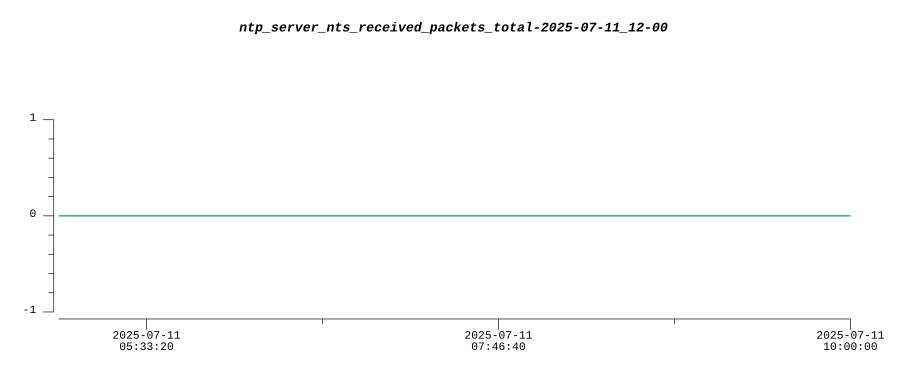 ntp_server_nts_received_packets_total-2025-07-11_12-00
1
0
-1
2025-07-11 2025-07-11 2025-07-11
05:33:20 07:46:40 10:00:00